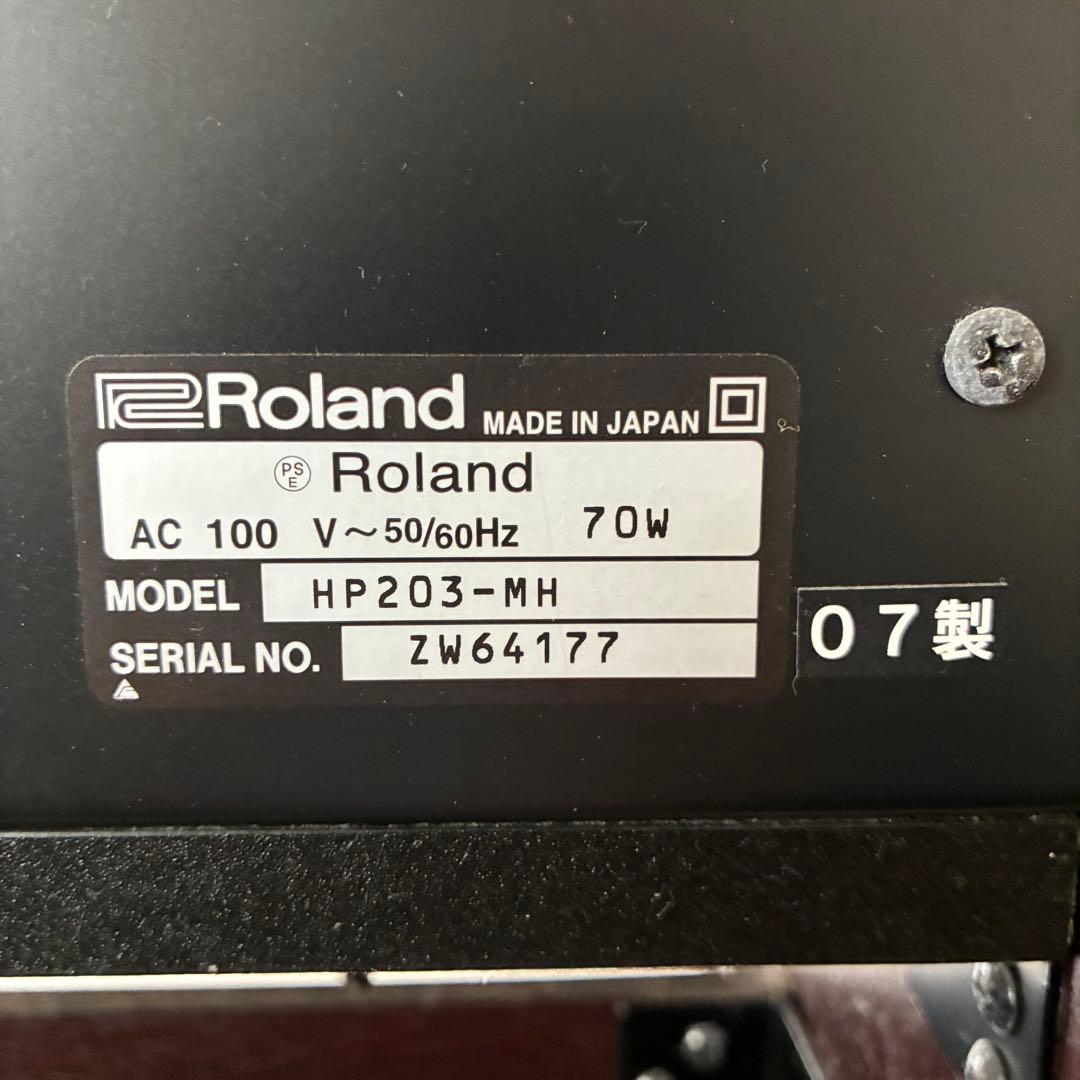 Roland MADE IN JAPAN
PSE Roland
AC 100 V～50/60Hz 70W
MODEL HP203-MH
SERIAL NO. ZW64177
07製